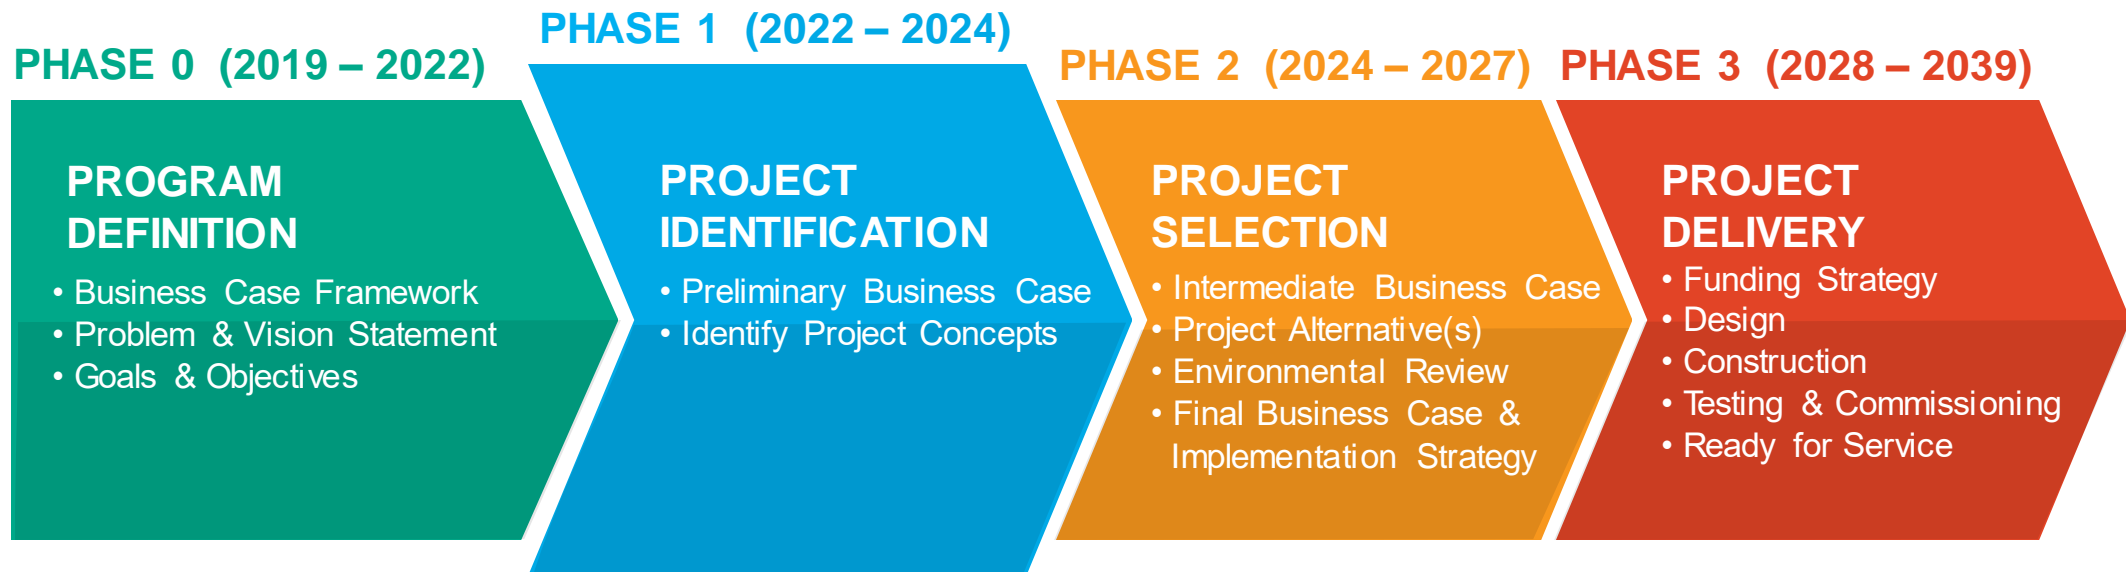 PHASE 0 (2019 – 2022)
PROGRAM
DEFINITION
• Business Case Framework
• Problem & Vision Statement
• Goals & Objectives
PHASE 1 (2022 – 2024)
PROJECT
IDENTIFICATION
• Preliminary Business Case
• Identify Project Concepts
PHASE 2 (2024 – 2027)
PROJECT
SELECTION
• Intermediate Business Case
• Project Alternative(s)
• Environmental Review
• Final Business Case &
Implementation Strategy
PHASE 3 (2028 – 2039)
PROJECT
DELIVERY
• Funding Strategy
• Design
• Construction
• Testing & Commissioning
• Ready for Service